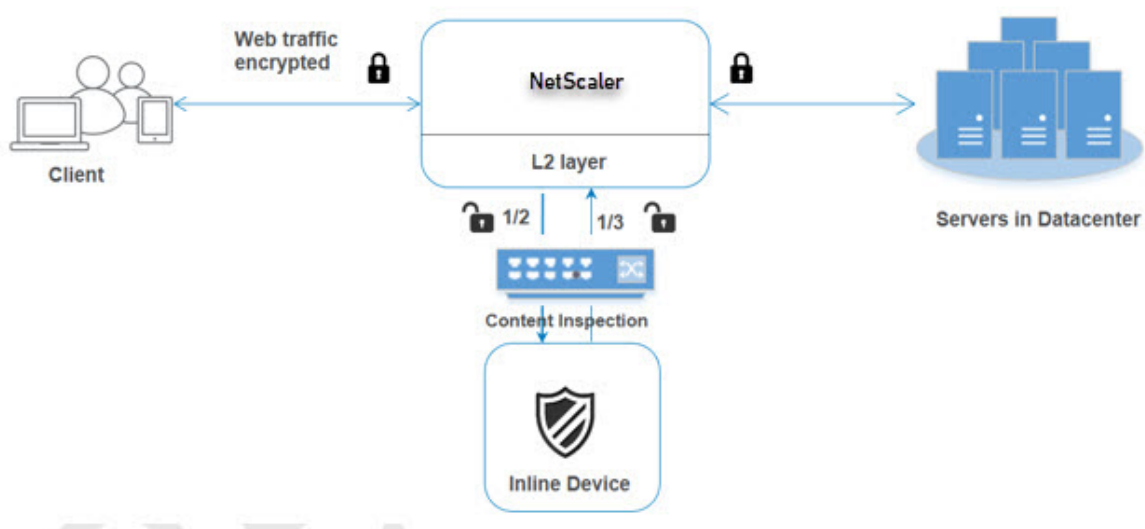 Web traffic
encrypted
NetScaler
Client
L2 layer
1/2
1/3
Servers in Datacenter
Content Inspection
Inline Device